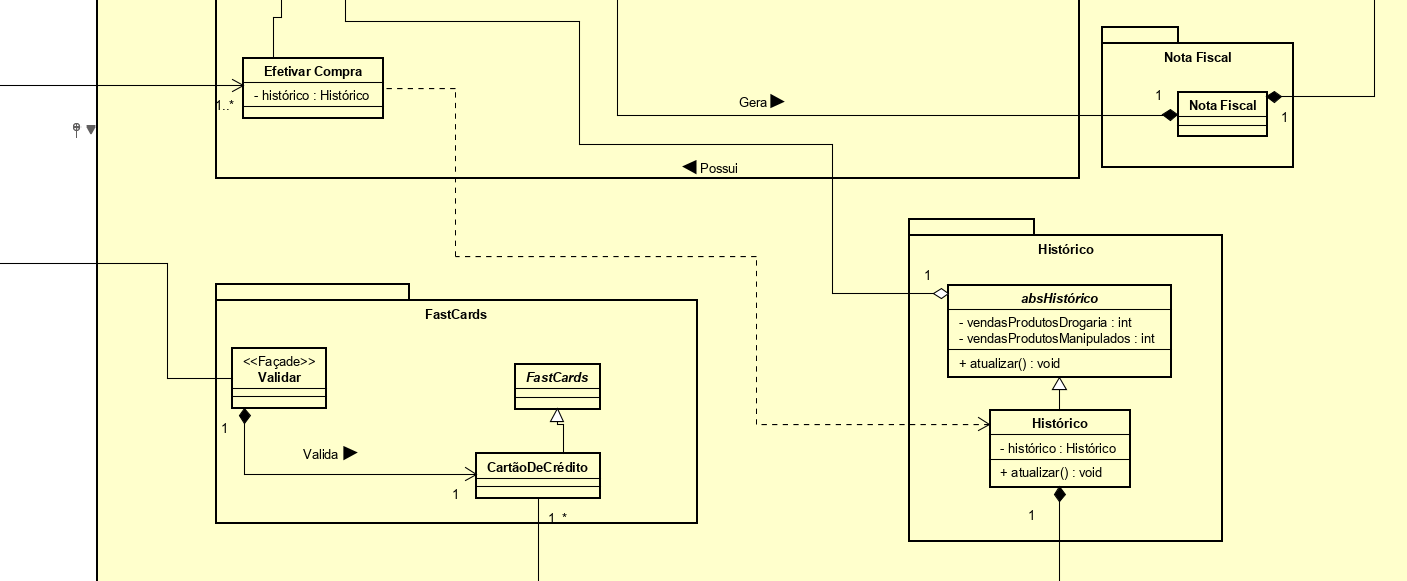 Efetivar Compra
- histórico : Histórico
1..*
Gera
Possui
Nota Fiscal
1
Nota Fiscal
1
Histórico
1
absHistórico
- vendasProdutosDrogaria : int
- vendasProdutosManipulados : int
+ atualizar() : void
Histórico
- histórico : Histórico
+ atualizar() : void
1
FastCards
<<Façade>>
Validar
1
FastCards
Valida
CartãoDeCrédito
1
1..*